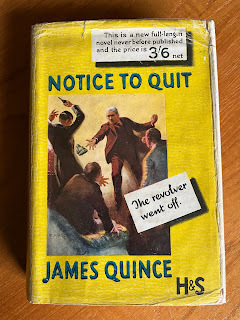 This is a new full-length
novel never before published
and the price is 3/6 net
NOTICE TO QUIT
The revolver
went off.
JAMES QUINCE
H&S